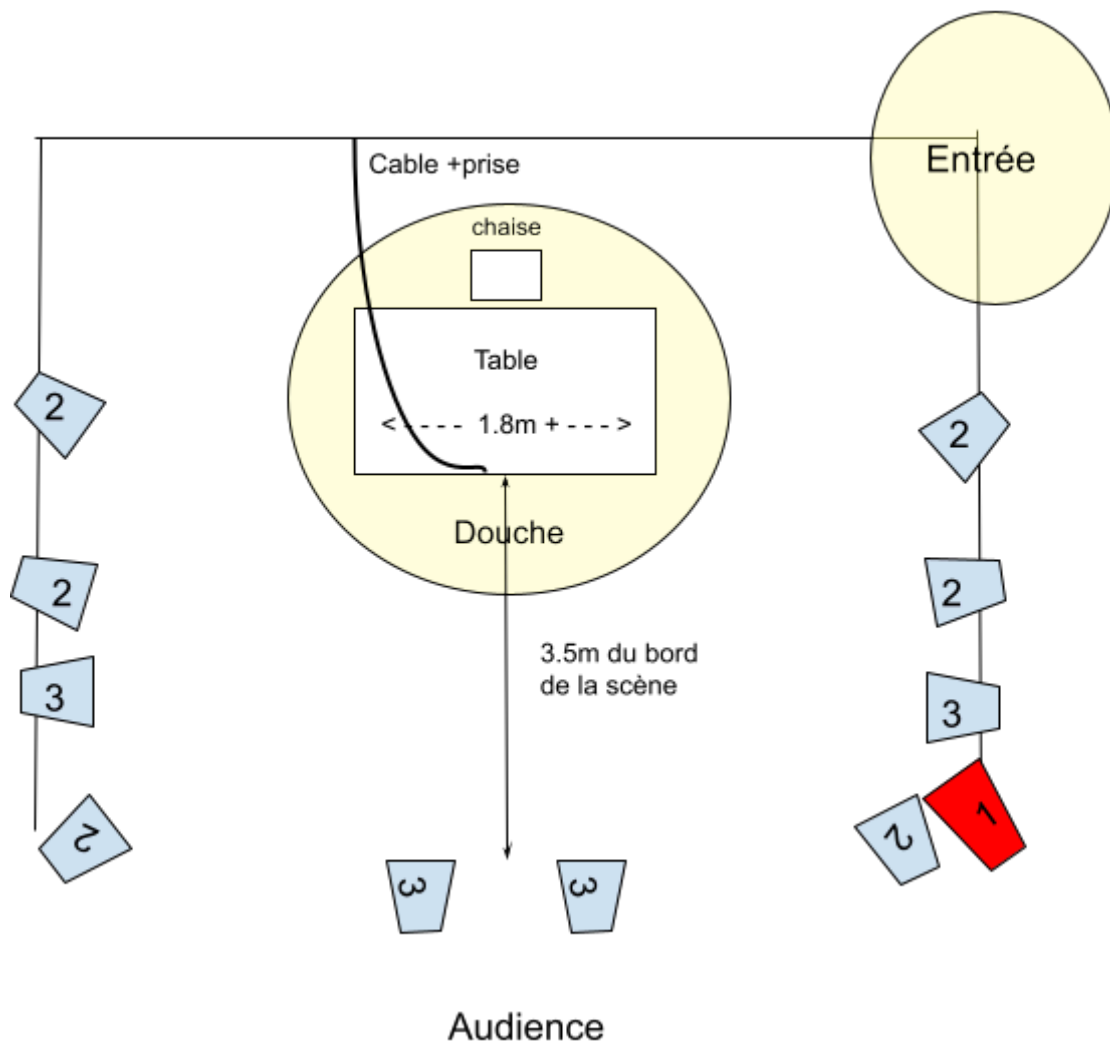 Entrée
Cable +prise
chaise
Table
< - - - - 1.8m + - - - >
Douche
3.5m du bord
de la scène
2
2
2
2
3
3
2
2
1
3
3
Audience